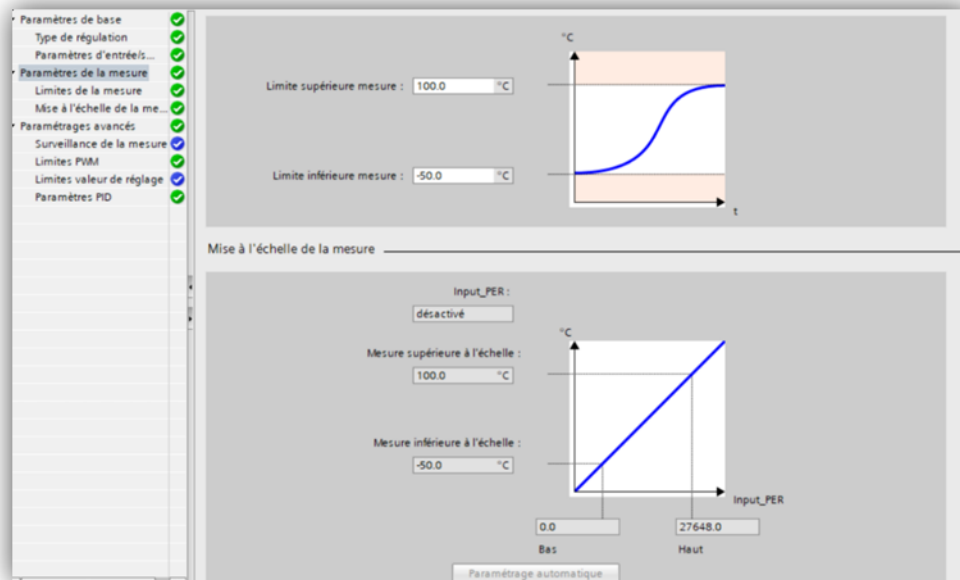 Paramètres de base
Type de régulation
Paramètres d'entrée/s...
Paramètres de la mesure
Limites de la mesure
Mise à l'échelle de la me...
Paramétrages avancés
Surveillance de la mesure
Limites PWM
Limites valeur de réglage
Paramètres PID
°C
Limite supérieure mesure : 100.0 °C
Limite inférieure mesure : -50.0 °C
t
Mise à l'échelle de la mesure
Input_PER :
désactivé
°C
Mesure supérieure à l'échelle :
100.0 °C
Mesure inférieure à l'échelle :
-50.0 °C
Input_PER
0.0 27648.0
Bas Haut
Paramétrage automatique